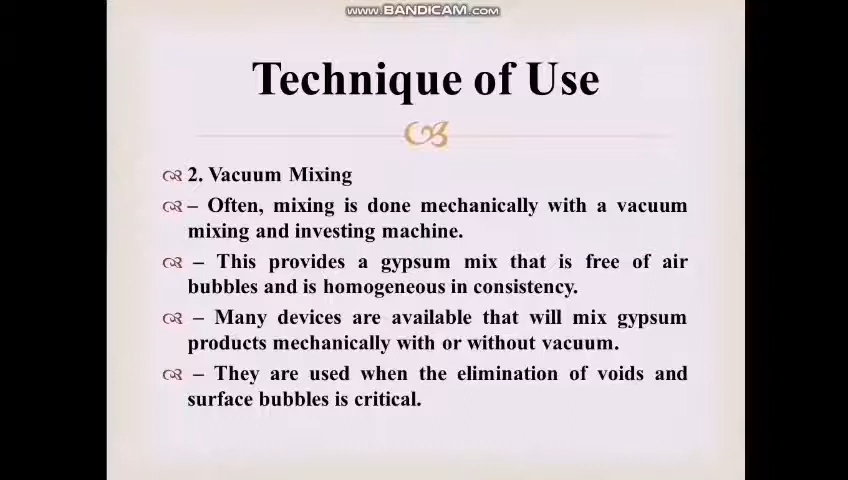 www.BANDICAM.com
Technique of Use
2. Vacuum Mixing
– Often, mixing is done mechanically with a vacuum
mixing and investing machine.
– This provides a gypsum mix that is free of air
bubbles and is homogeneous in consistency.
– Many devices are available that will mix gypsum
products mechanically with or without vacuum.
– They are used when the elimination of voids and
surface bubbles is critical.